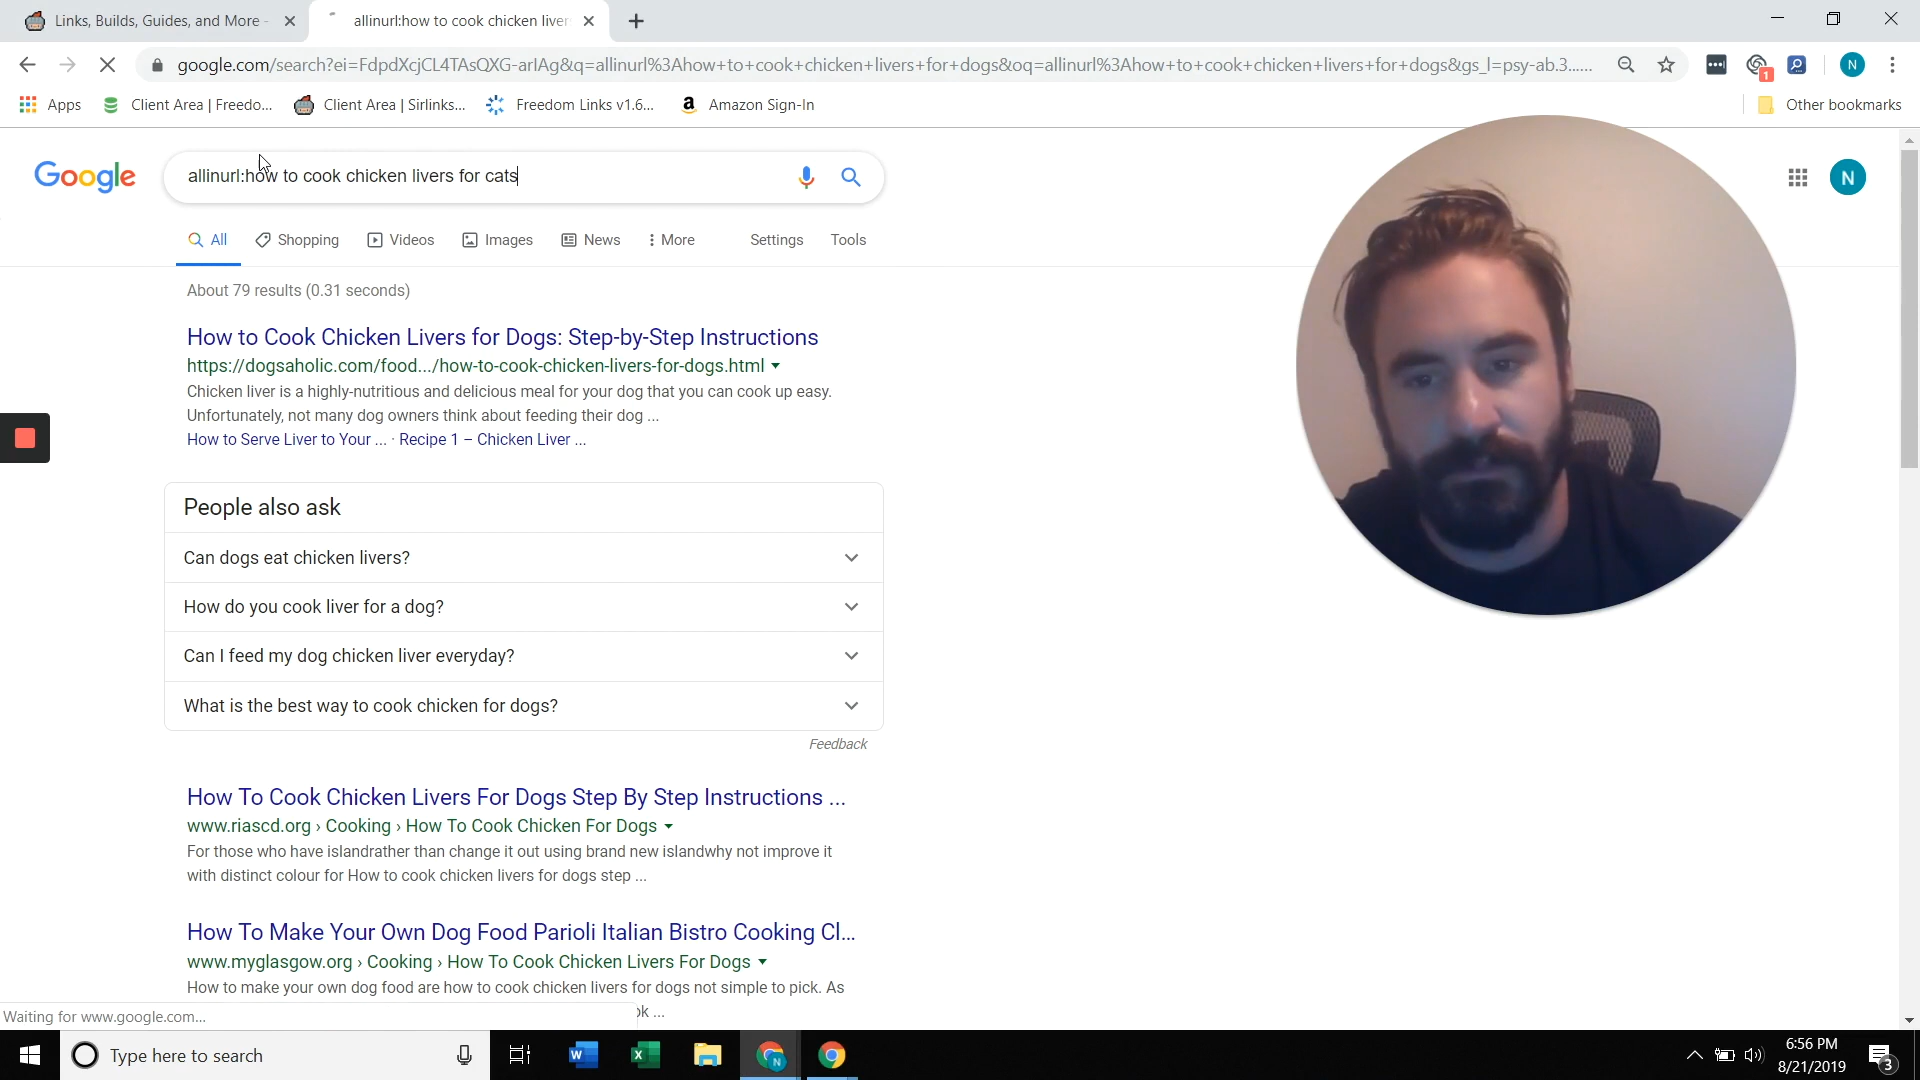 Links, Builds, Guides, and More -
allinurl:how to cook chicken liver
google.com/search?ei=FdpdXcjCL4TAsQXG-arIAg&q=allinurl%3Ahow+to+cook+chicken+livers+for+dogs&oq=allinurl%3Ahow+to+cook+chicken+livers+for+dogs&gs_l=psy-ab.3......
1
N
Apps
Client Area | Freedo...
Client Area | Sirlinks...
Freedom Links v1.6...
Amazon Sign-In
Other bookmarks
Google
allinurl:how to cook chicken livers for cats
N
All
Shopping
Videos
Images
News
More
Settings
Tools
About 79 results (0.31 seconds)
How to Cook Chicken Livers for Dogs: Step-by-Step Instructions
https://dogsaholic.com/food.../how-to-cook-chicken-livers-for-dogs.html
Chicken liver is a highly-nutritious and delicious meal for your dog that you can cook up easy.
Unfortunately, not many dog owners think about feeding their dog ...
How to Serve Liver to Your ... · Recipe 1 – Chicken Liver ...
People also ask
Can dogs eat chicken livers?
How do you cook liver for a dog?
Can I feed my dog chicken liver everyday?
What is the best way to cook chicken for dogs?
Feedback
How To Cook Chicken Livers For Dogs Step By Step Instructions ...
www.riascd.org › Cooking › How To Cook Chicken For Dogs
For those who have islandrather than change it out using brand new islandwhy not improve it
with distinct colour for How to cook chicken livers for dogs step ...
How To Make Your Own Dog Food Parioli Italian Bistro Cooking Cl...
www.myglasgow.org › Cooking › How To Cook Chicken Livers For Dogs
How to make your own dog food are how to cook chicken livers for dogs not simple to pick. As
Waiting for www.google.com...
Type here to search
6:56 PM
8/21/2019
3